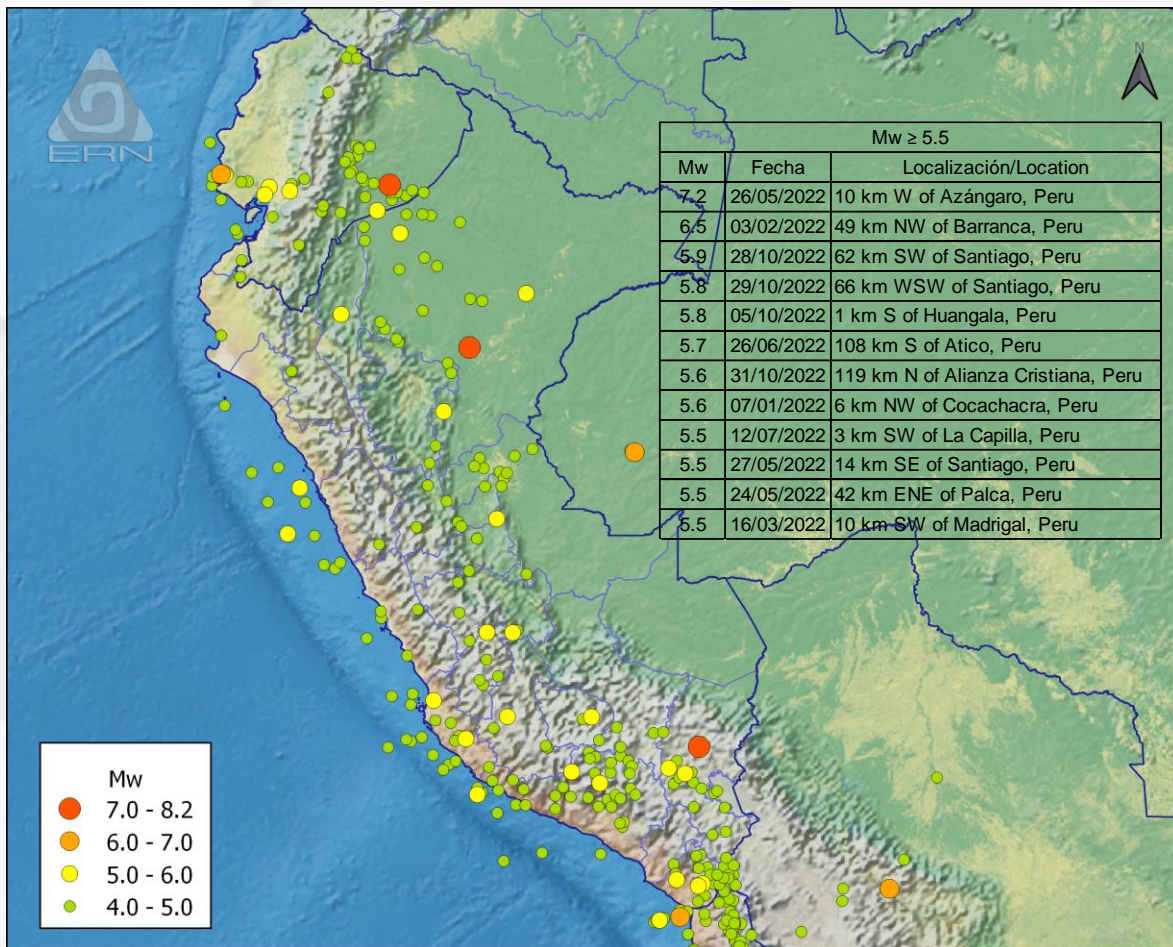 ERN
N
Mw ≥ 5.5
Mw Fecha Localización/Location
7.2 26/05/2022 10 km W of Azángaro, Peru
6.5 03/02/2022 49 km NW of Barranca, Peru
5.9 28/10/2022 62 km SW of Santiago, Peru
5.8 29/10/2022 66 km WSW of Santiago, Peru
5.8 05/10/2022 1 km S of Huangala, Peru
5.7 26/06/2022 108 km S of Atico, Peru
5.6 31/10/2022 119 km N of Alianza Cristiana, Peru
5.6 07/01/2022 6 km NW of Cocachacra, Peru
5.5 12/07/2022 3 km SW of La Capilla, Peru
5.5 27/05/2022 14 km SE of Santiago, Peru
5.5 24/05/2022 42 km ENE of Palca, Peru
5.5 16/03/2022 10 km SW of Madrigal, Peru
Mw
7.0 - 8.2
6.0 - 7.0
5.0 - 6.0
4.0 - 5.0